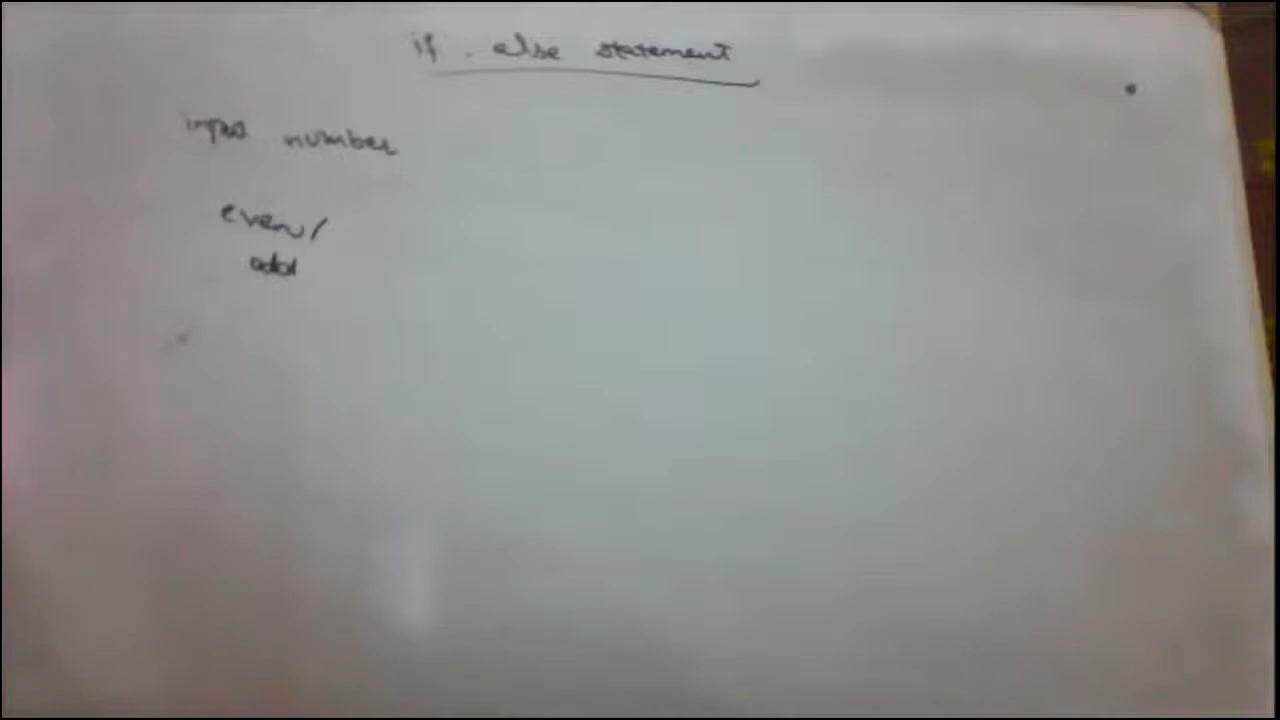 if . else statement
input number
even/
odd